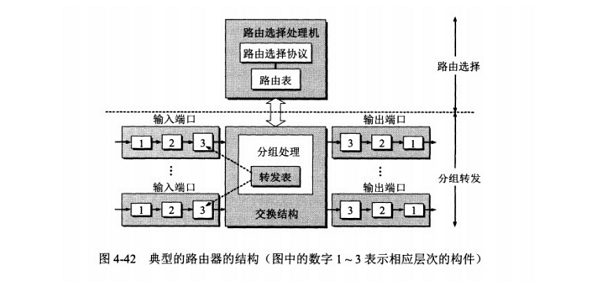 路由选择处理机
路由选择协议
路由表
路由选择
输入端口
输出端口
1 2 3
分组处理
3 2 1
转发表
分组转发
输入端口
输出端口
1 2 3
3 2 1
交换结构
图 4-42 典型的路由器的结构（图中的数字 1～3 表示相应层次的构件）